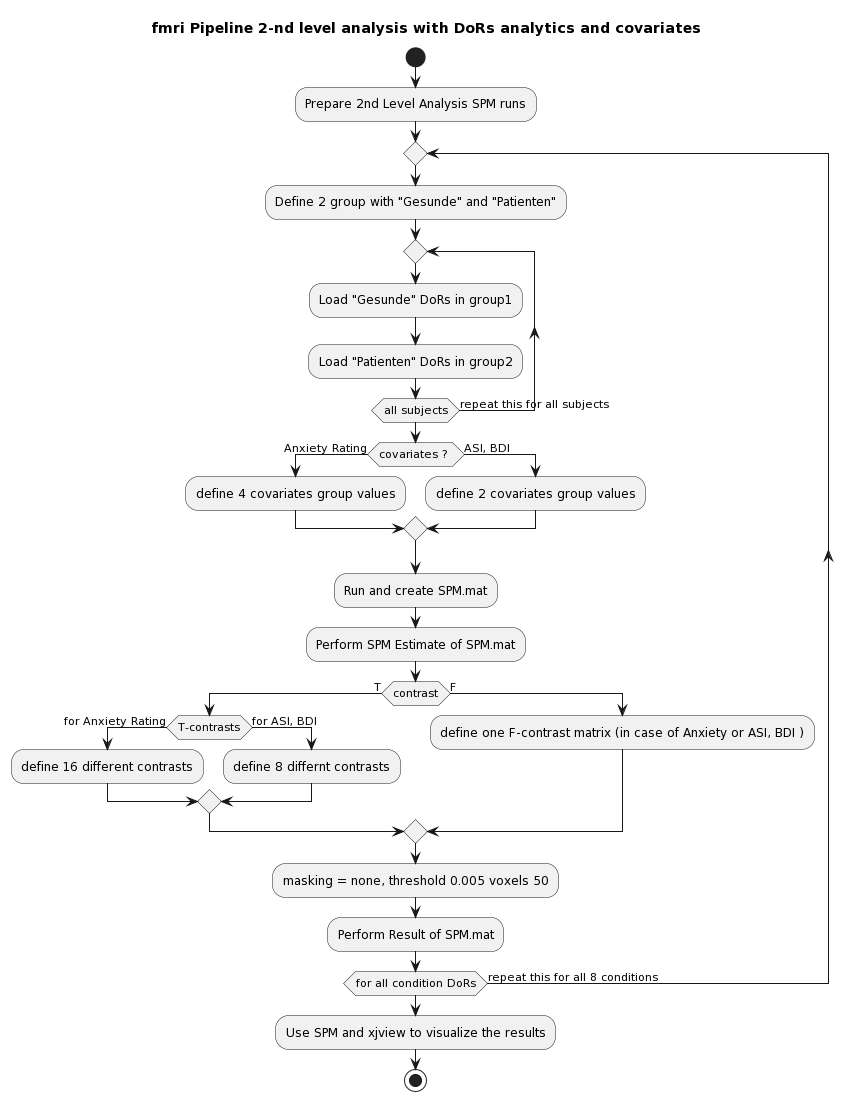 fmri Pipeline 2-nd level analysis with DoRs analytics and covariates
Prepare 2nd Level Analysis SPM runs
Define 2 group with "Gesunde" and "Patienten"
Load "Gesunde" DoRs in group1
Load "Patienten" DoRs in group2
all subjects
repeat this for all subjects
Anxiety Rating
covariates ?
ASI, BDI
define 4 covariates group values
define 2 covariates group values
Run and create SPM.mat
Perform SPM Estimate of SPM.mat
T
contrast
F
for Anxiety Rating
T-contrasts
for ASI, BDI
define one F-contrast matrix (in case of Anxiety or ASI, BDI )
define 16 different contrasts
define 8 differnt contrasts
masking = none, threshold 0.005 voxels 50
Perform Result of SPM.mat
for all condition DoRs
repeat this for all 8 conditions
Use SPM and xjview to visualize the results